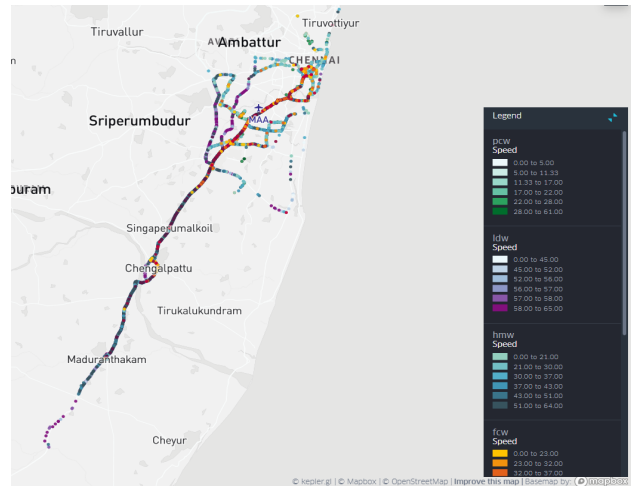 Tiruvottiyur
Tiruvallur
Ambattur
CHENNAI
MAA
Sriperumbudur
puram
Singaperumalkoil
Chengalpattu
Tirukalukundram
Maduranthakam
Cheyur
Legend
pcw
Speed
0.00 to 5.00
5.00 to 11.33
11.33 to 17.00
17.00 to 22.00
22.00 to 28.00
28.00 to 61.00
ldw
Speed
0.00 to 45.00
45.00 to 52.00
52.00 to 56.00
56.00 to 57.00
57.00 to 58.00
58.00 to 65.00
hmw
Speed
0.00 to 21.00
21.00 to 30.00
30.00 to 37.00
37.00 to 43.00
43.00 to 51.00
51.00 to 64.00
fcw
Speed
0.00 to 23.00
23.00 to 32.00
32.00 to 37.00
© kepler.gl | © Mapbox | © OpenStreetMap | Improve this map | Basemap by: mapbox